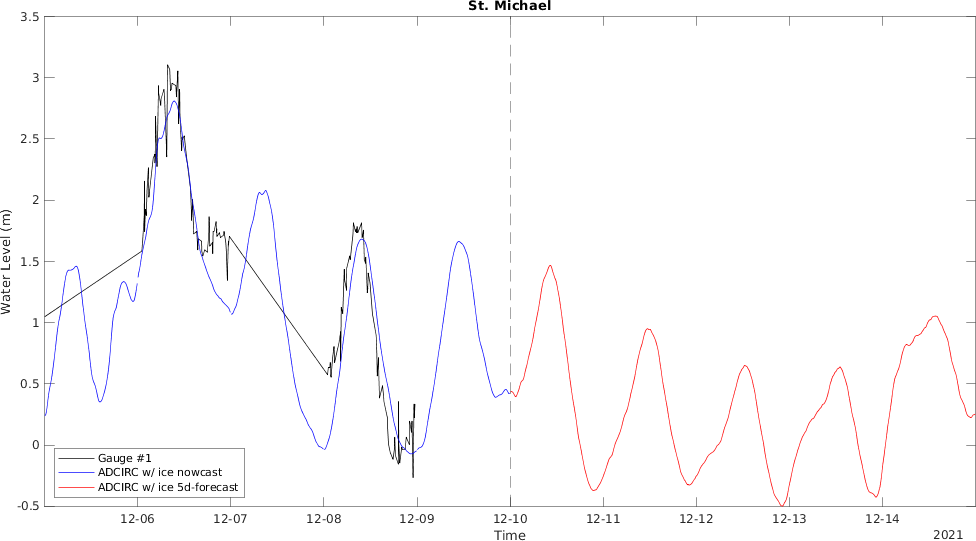 St. Michael
3.5
3
2.5
2
1.5
1
0.5
0
-0.5
Water Level (m)
Gauge #1
ADCIRC w/ ice nowcast
ADCIRC w/ ice 5d-forecast
12-06 12-07 12-08 12-09 12-10 12-11 12-12 12-13 12-14
Time
2021